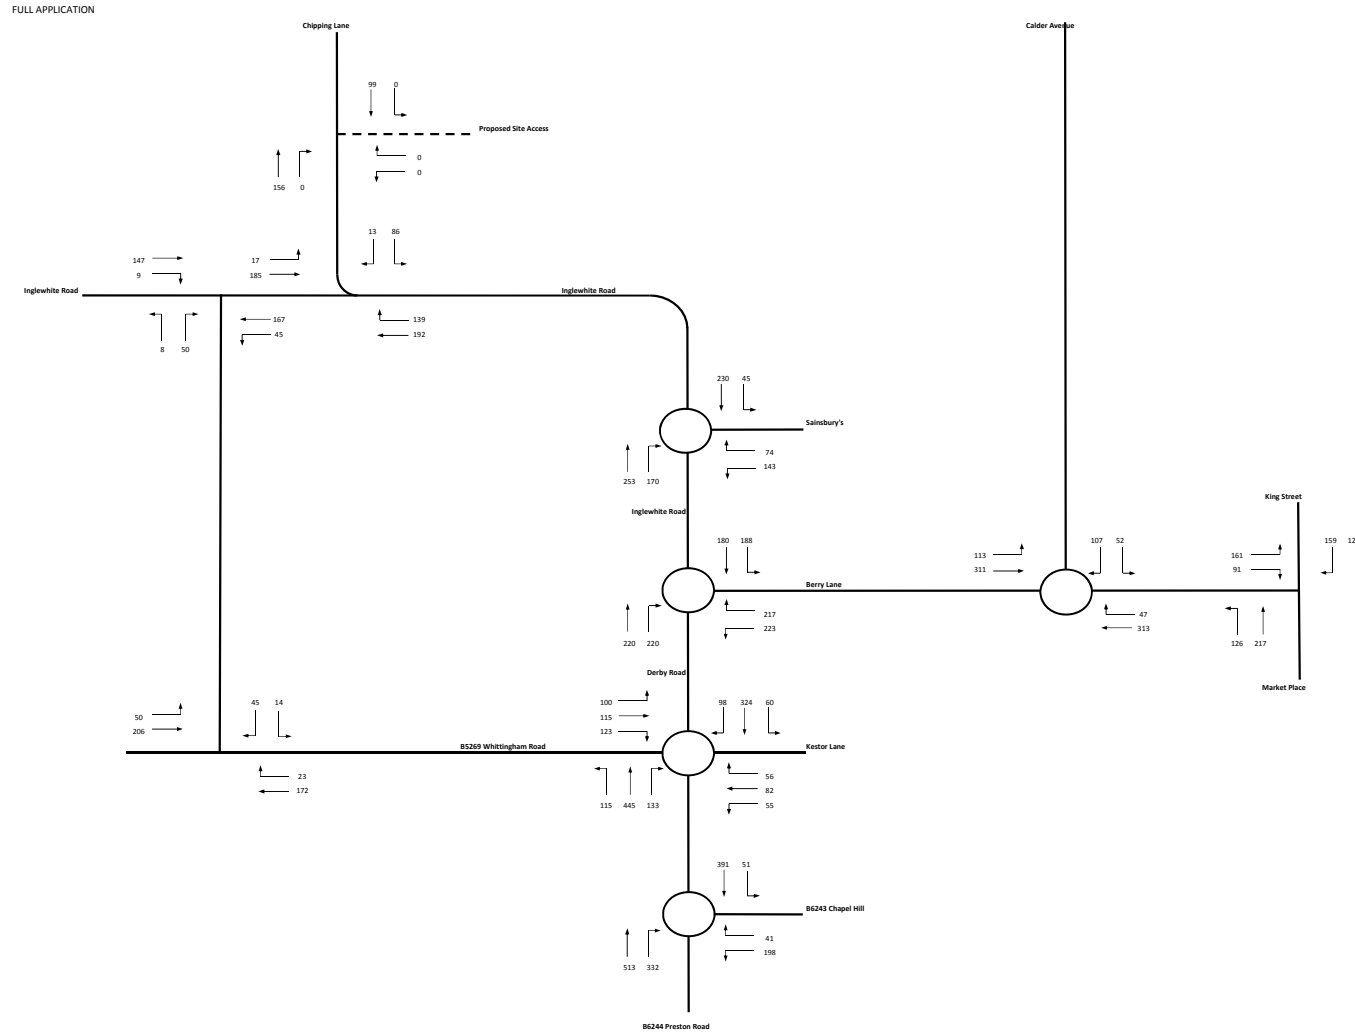 FULL APPLICATION
Chipping Lane
Calder Avenue
99 0
Proposed Site Access
0
0
156 0
13 86
147
9
17
185
Inglewhite Road
Inglewhite Road
167
45
139
192
8 50
230 45
Sainsbury's
74
143
253 170
King Street
Inglewhite Road
180 188
113
311
107 52
161
91
159 12
Berry Lane
217
223
47
313
220 220
126 217
Derby Road
Market Place
50
206
45 14
100
115
123
98 324 60
B5269 Whittingham Road
Kestor Lane
23
172
56
82
55
115 445 133
391 51
B6243 Chapel Hill
41
198
513 332
B6244 Preston Road